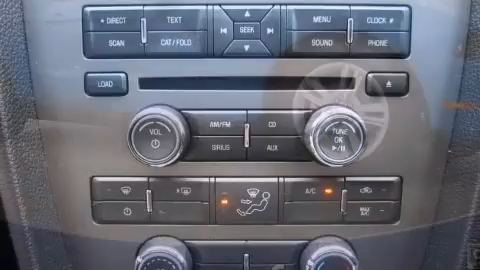 • DIRECT TEXT MENU CLOCK
SEEK
SCAN CAT/FOLD SOUND PHONE
LOAD
AM/FM CD
VOL TUNE
OK
SIRIUS AUX
A/C
MAX
A/C